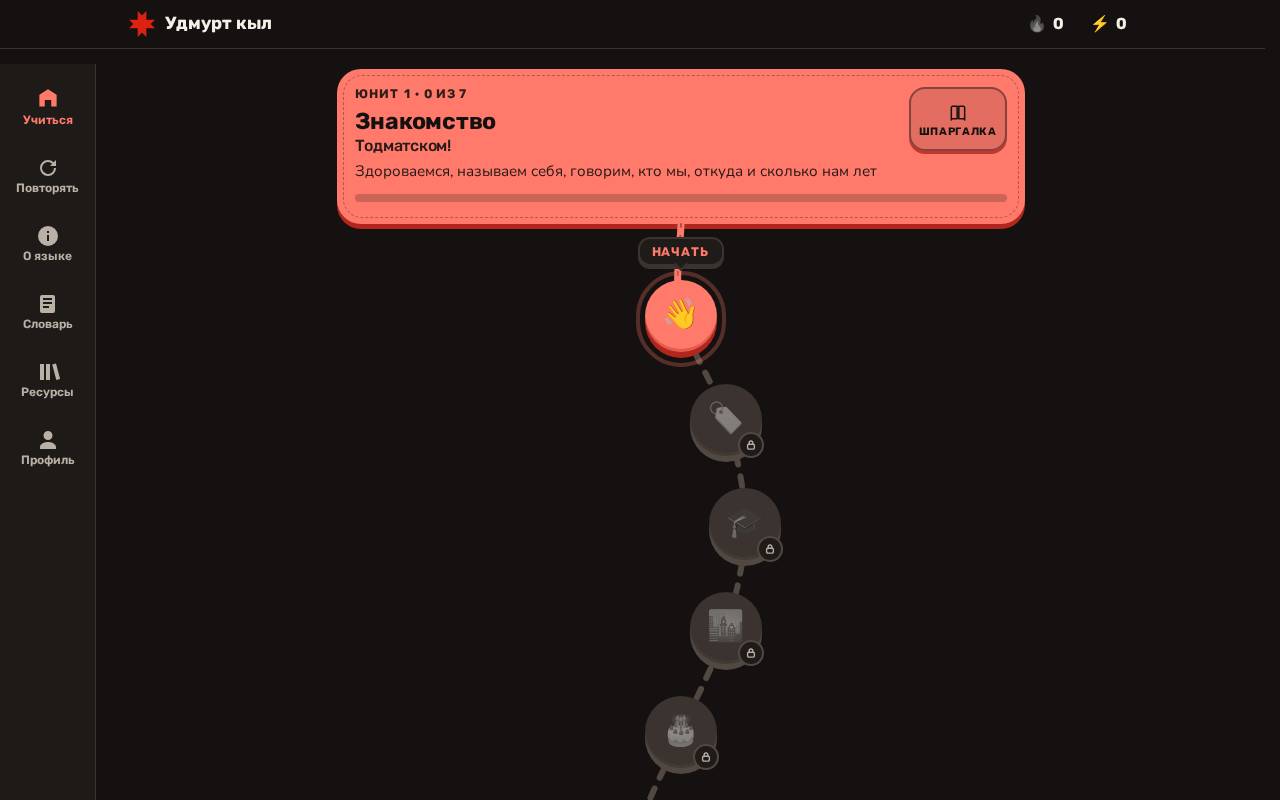 Удмурт кыл
0
0
Учиться
Повторять
О языке
Словарь
Ресурсы
Профиль
ЮНИТ 1 • 0 ИЗ 7
Знакомство
Тодматском!
Здороваемся, называем себя, говорим, кто мы, откуда и сколько нам лет
ШПАРГАЛКА
НАЧАТЬ